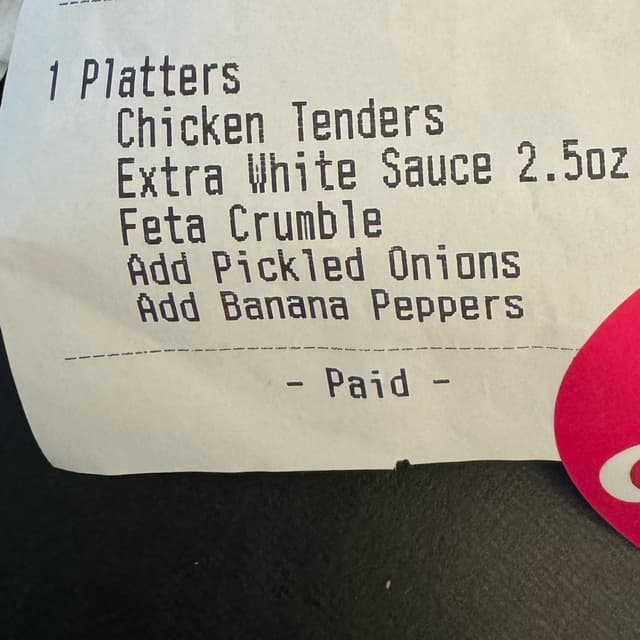 1 Platters
Chicken Tenders
Extra White Sauce 2.5oz
Feta Crumble
Add Pickled Onions
Add Banana Peppers
- Paid -